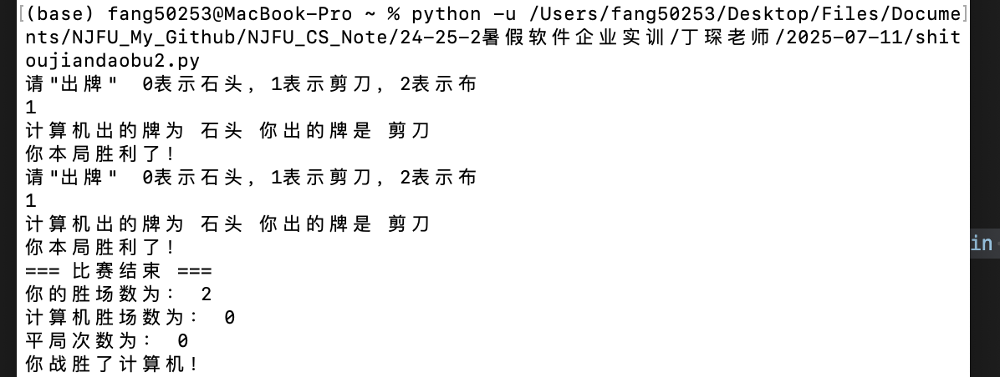 (base) fang50253@MacBook-Pro ~ % python -u /Users/fang50253/Desktop/Files/Docume
nts/NJFU_My_Github/NJFU_CS_Note/24-25-2暑假软件企业实训/丁琛老师/2025-07-11/shit
oujiandaobu2.py
请"出牌"  0表示石头, 1表示剪刀, 2表示布
1
计算机出的牌为 石头 你出的牌是 剪刀
你本局胜利了!
请"出牌"  0表示石头, 1表示剪刀, 2表示布
1
计算机出的牌为 石头 你出的牌是 剪刀
你本局胜利了!
=== 比赛结束 ===
你的胜场数为:  2
计算机胜场数为:  0
平局次数为:  0
你战胜了计算机!
in